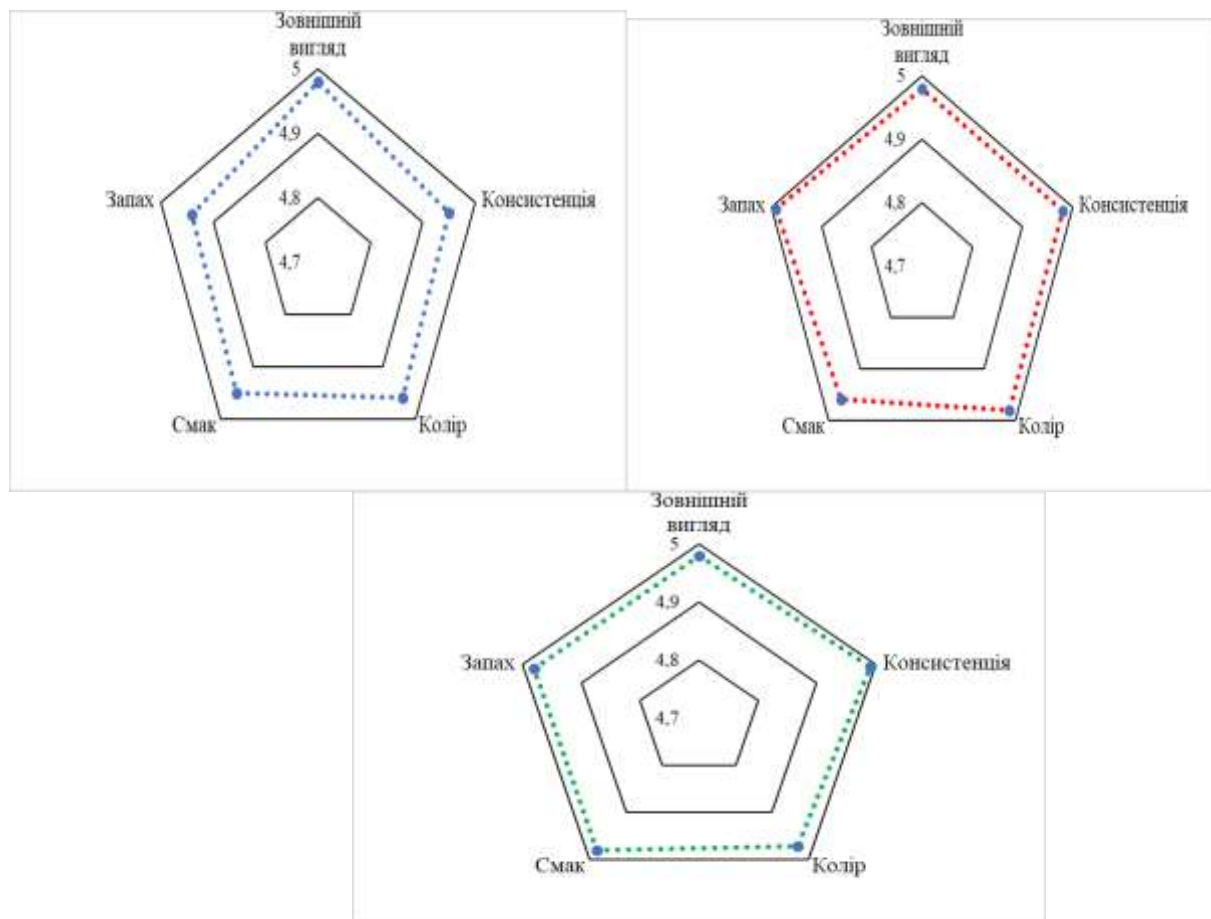 Зовнішній
вигляд
5
4,9
4,8
4,7
Запах
Консистенція
Смак
Колір
Зовнішній
вигляд
5
4,9
4,8
4,7
Запах
Консистенція
Смак
Колір
Зовнішній
вигляд
5
4,9
4,8
4,7
Запах
Консистенція
Смак
Колір